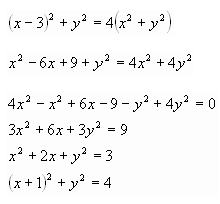 (x − 3)² + y² = 4(x² + y²)
x² − 6x + 9 + y² = 4x² + 4y²
4x² − x² + 6x − 9 − y² + 4y² = 0
3x² + 6x + 3y² = 9
x² + 2x + y² = 3
(x + 1)² + y² = 4